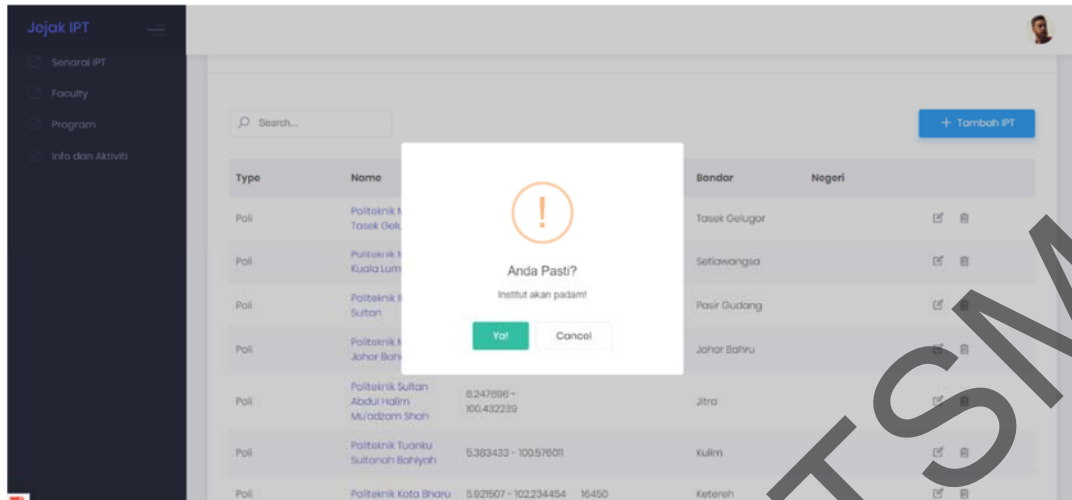 Jejak IPT
Senarai IPT
Faculty
Program
Info dan Aktiviti
Search...
+ Tambah IPT
Type Name Bandar Negeri
Poli Politeknik Tasek Gelugor
Tasek
Poli Politeknik Setiawangsa
Kuala Lum
Poli Politeknik Pasir Gudang
Sultan
Poli Politeknik Johor Bahru
Johor
Anda Pasti?
Institut akan padam!
Ya! Cancel
Poli Politeknik Sultan 6.247696 - Jitra
Abdul Halim 100.432239
Mu'adzam Shah
Poli Politeknik Tuanku 5.383433 - 100.576011 Kulim
Sultanah Bahiyah
Poli Politeknik Kota Bharu 5.921507 - 102.234454 16450 Ketereh
TSM